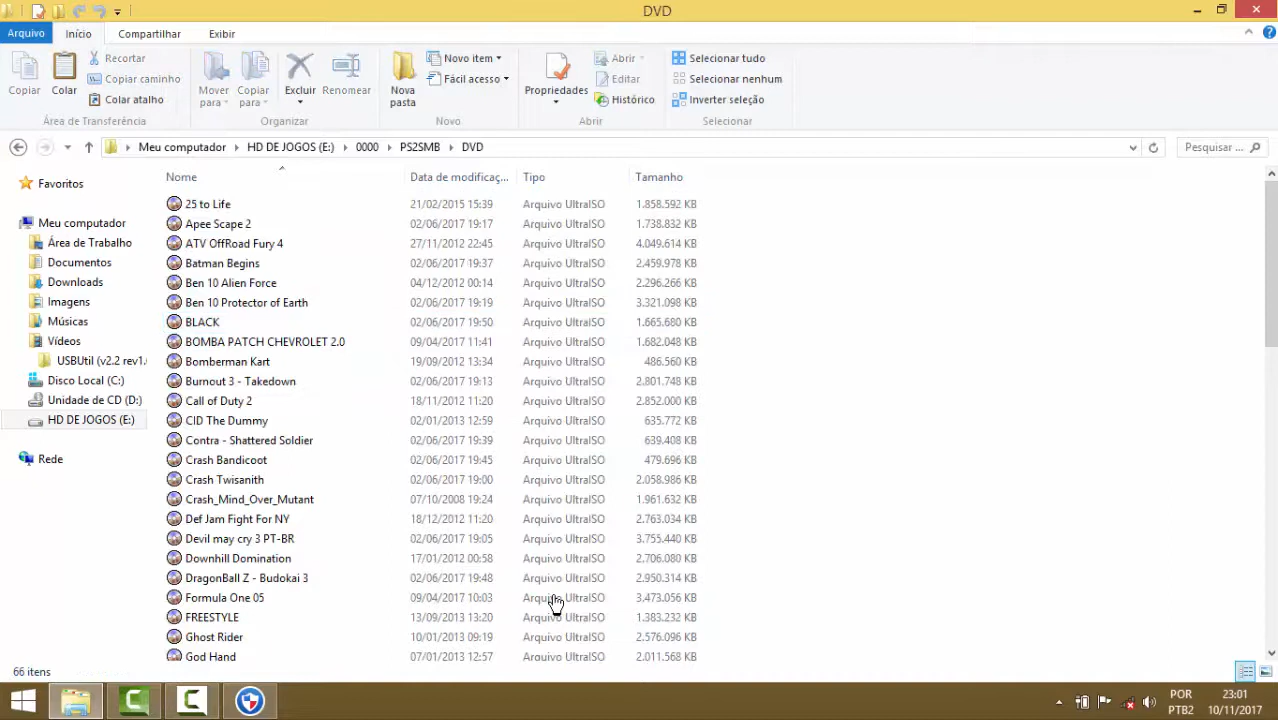 DVD
Arquivo Início Compartilhar Exibir
Copiar
Colar
Recortar
Copiar caminho
Colar atalho
Área de Transferência
Mover para
Copiar para
Excluir
Renomear
Organizar
Nova pasta
Novo item
Fácil acesso
Novo
Propriedades
Abrir
Editar
Histórico
Abrir
Selecionar tudo
Selecionar nenhum
Inverter seleção
Selecionar
Meu computador HD DE JOGOS (E:) 0000 PS2SMB DVD
Pesquisar ...
Favoritos
Meu computador
Área de Trabalho
Documentos
Downloads
Imagens
Músicas
Vídeos
USBUtil (v2.2 rev1.
Disco Local (C:)
Unidade de CD (D:)
HD DE JOGOS (E:)
Rede
Nome Data de modificaç... Tipo Tamanho
25 to Life 21/02/2015 15:39 Arquivo UltraISO 1.858.592 KB
Apee Scape 2 02/06/2017 19:17 Arquivo UltraISO 1.738.832 KB
ATV OffRoad Fury 4 27/11/2012 22:45 Arquivo UltraISO 4.049.614 KB
Batman Begins 02/06/2017 19:37 Arquivo UltraISO 2.459.978 KB
Ben 10 Alien Force 04/12/2012 00:14 Arquivo UltraISO 2.296.266 KB
Ben 10 Protector of Earth 02/06/2017 19:19 Arquivo UltraISO 3.321.098 KB
BLACK 02/06/2017 19:50 Arquivo UltraISO 1.665.680 KB
BOMBA PATCH CHEVROLET 2.0 09/04/2017 11:41 Arquivo UltraISO 1.682.048 KB
Bomberman Kart 19/09/2012 13:34 Arquivo UltraISO 486.560 KB
Burnout 3 - Takedown 02/06/2017 19:13 Arquivo UltraISO 2.801.748 KB
Call of Duty 2 18/11/2012 11:20 Arquivo UltraISO 2.852.000 KB
CID The Dummy 02/01/2013 12:59 Arquivo UltraISO 635.772 KB
Contra - Shattered Soldier 02/06/2017 19:39 Arquivo UltraISO 639.408 KB
Crash Bandicoot 02/06/2017 19:45 Arquivo UltraISO 479.696 KB
Crash Twisanith 02/06/2017 19:00 Arquivo UltraISO 2.058.986 KB
Crash_Mind_Over_Mutant 07/10/2008 19:24 Arquivo UltraISO 1.961.632 KB
Def Jam Fight For NY 18/12/2012 11:20 Arquivo UltraISO 2.763.034 KB
Devil may cry 3 PT-BR 02/06/2017 19:05 Arquivo UltraISO 3.755.440 KB
Downhill Domination 17/01/2012 00:58 Arquivo UltraISO 2.706.080 KB
DragonBall Z - Budokai 3 02/06/2017 19:48 Arquivo UltraISO 2.950.314 KB
Formula One 05 09/04/2017 10:03 Arquivo UltraISO 3.473.056 KB
FREESTYLE 13/09/2013 13:20 Arquivo UltraISO 1.383.232 KB
Ghost Rider 10/01/2013 09:19 Arquivo UltraISO 2.576.096 KB
God Hand 07/01/2013 12:57 Arquivo UltraISO 2.011.568 KB
66 itens
POR
PTB2
23:01
10/11/2017